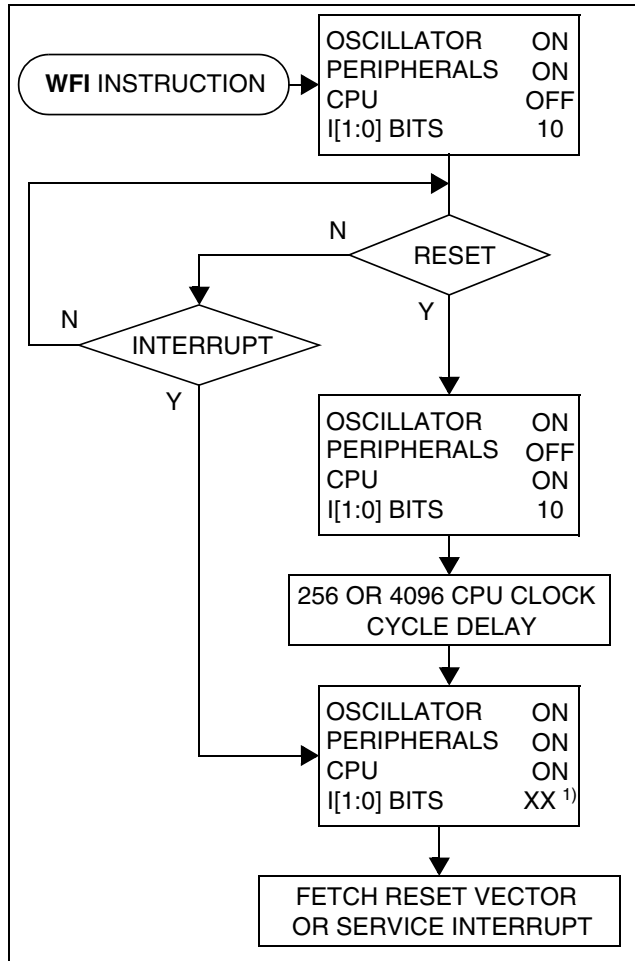 WFI INSTRUCTION
OSCILLATOR ON
PERIPHERALS ON
CPU OFF
I[1:0] BITS 10
N
RESET
Y
N
INTERRUPT
Y
OSCILLATOR ON
PERIPHERALS OFF
CPU ON
I[1:0] BITS 10
256 OR 4096 CPU CLOCK
CYCLE DELAY
OSCILLATOR ON
PERIPHERALS ON
CPU ON
I[1:0] BITS XX 1)
FETCH RESET VECTOR
OR SERVICE INTERRUPT